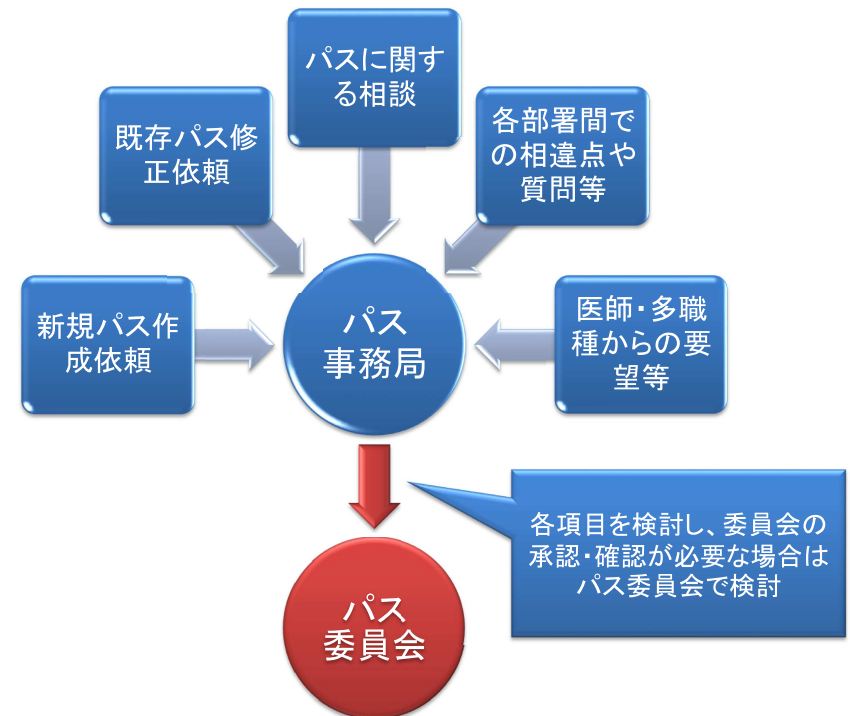 パスに関す
る相談
既存パス修
正依頼
各部署間で
の相違点や
質問等
新規パス作
成依頼
パス
事務局
医師・多職
種からの要
望等
各項目を検討し、委員会の
承認・確認が必要な場合は
パス委員会で検討
パス
委員会